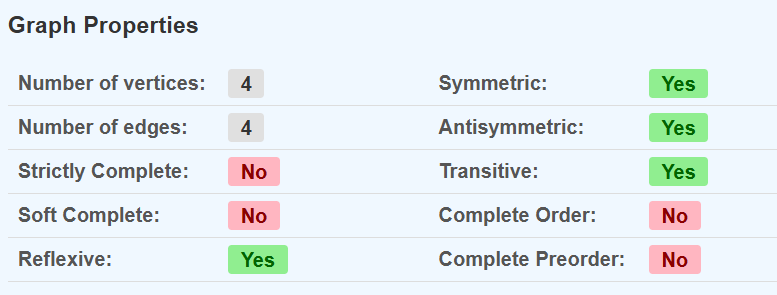 Graph Properties
Number of vertices: 4 Symmetric: Yes
Number of edges: 4 Antisymmetric: Yes
Strictly Complete: No Transitive: Yes
Soft Complete: No Complete Order: No
Reflexive: Yes Complete Preorder: No